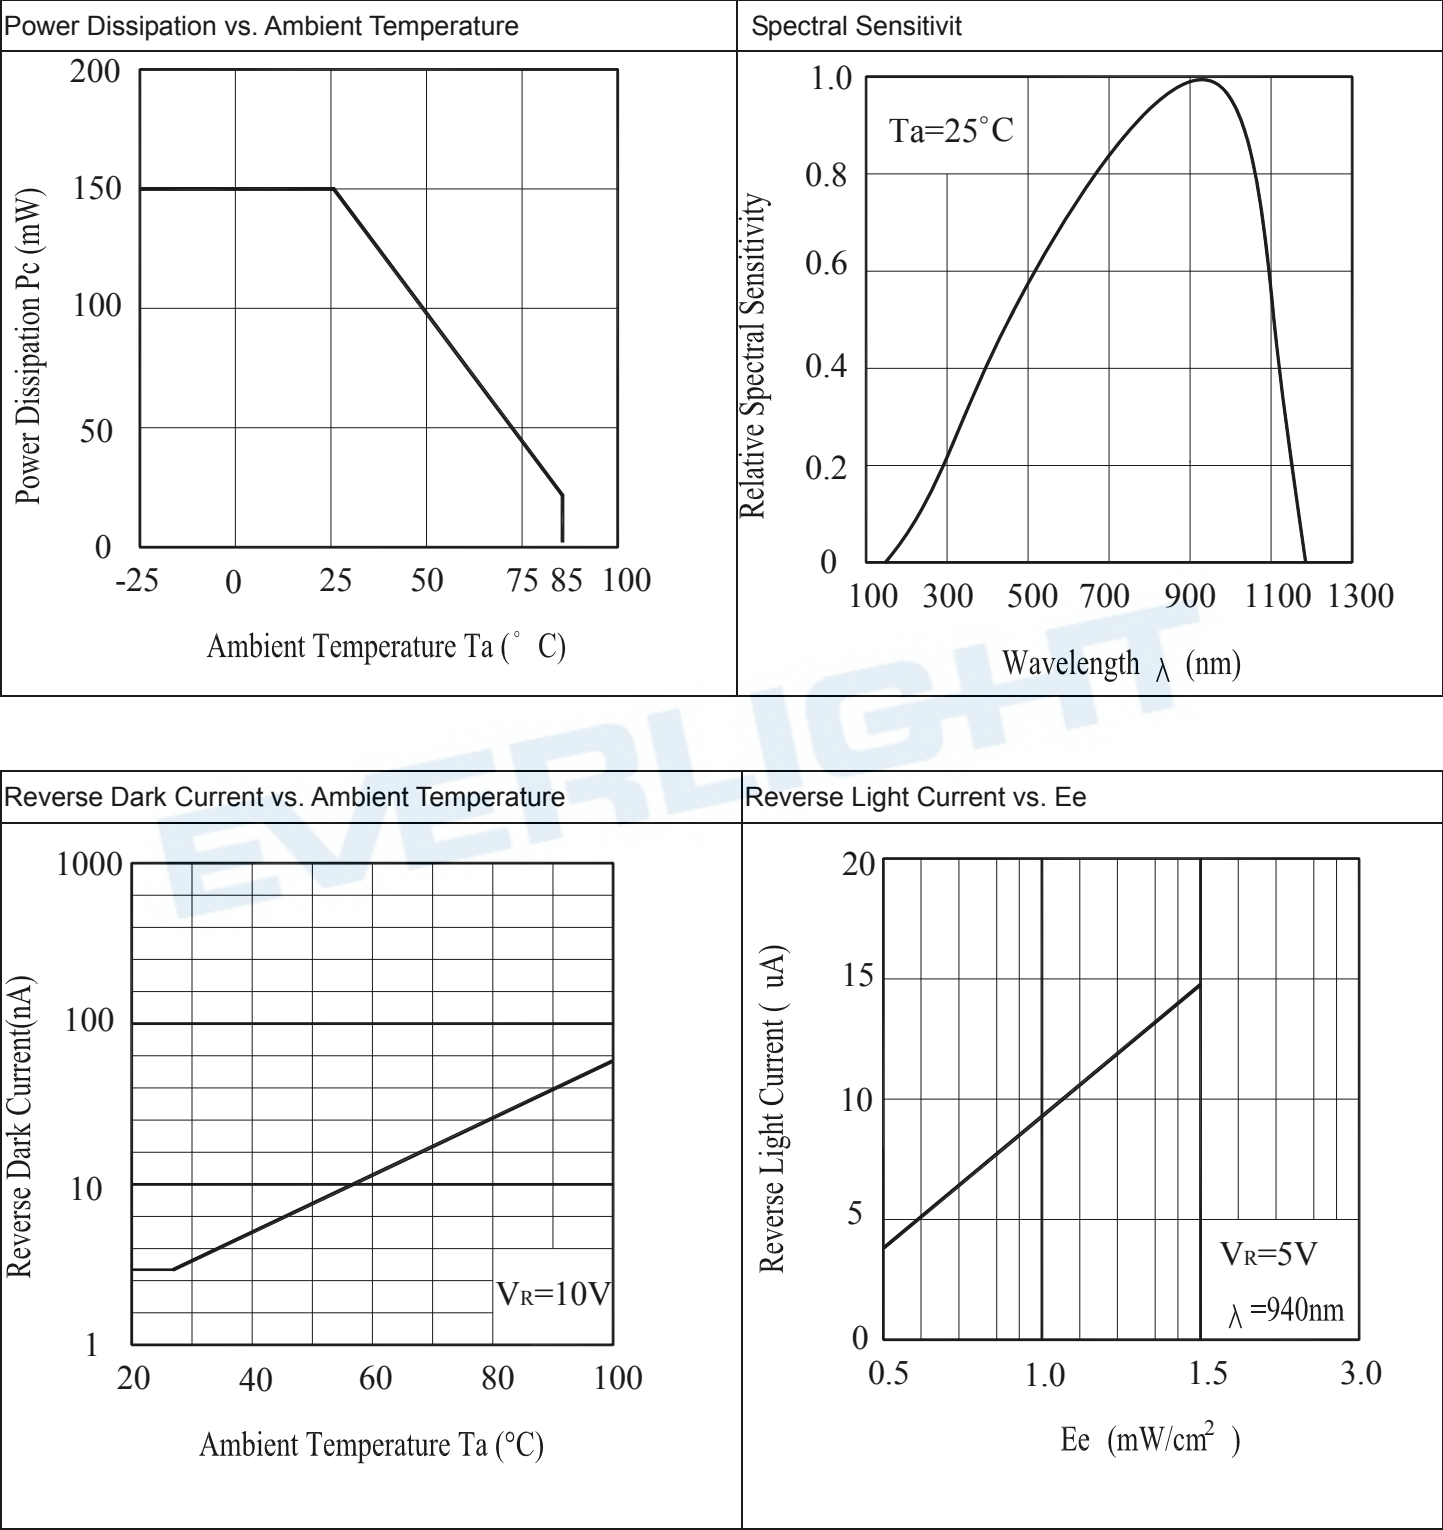 Power Dissipation vs. Ambient Temperature
Spectral Sensitivit
200
150
100
50
0
-25 0 25 50 75 85 100
Power Dissipation Pc (mW)
Ambient Temperature Ta (° C)
1.0
0.8
0.6
0.4
0.2
0
Ta=25°C
100 300 500 700 900 1100 1300
Relative Spectral Sensitivity
Wavelength λ (nm)
EVERLIGHT
Reverse Dark Current vs. Ambient Temperature
Reverse Light Current vs. Ee
1000
100
10
1
VR=10V
20 40 60 80 100
Reverse Dark Current(nA)
Ambient Temperature Ta (°C)
20
15
10
5
0
VR=5V
λ =940nm
0.5 1.0 1.5 3.0
Reverse Light Current ( uA)
Ee (mW/cm² )